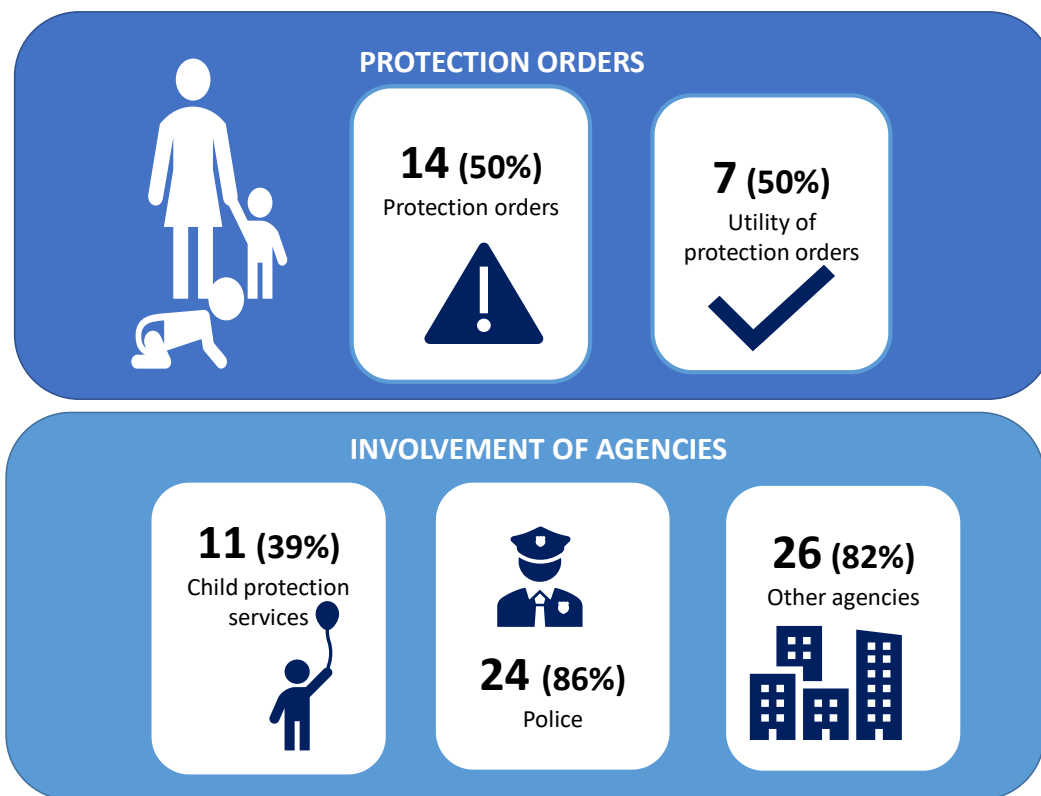 PROTECTION ORDERS
14 (50%)
Protection orders
7 (50%)
Utility of
protection orders
INVOLVEMENT OF AGENCIES
11 (39%)
Child protection
services
24 (86%)
Police
26 (82%)
Other agencies